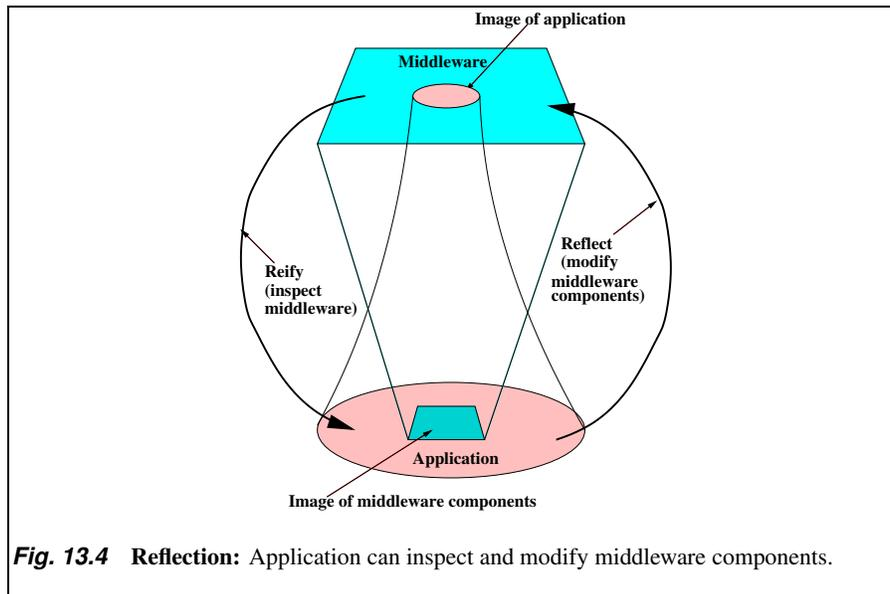 Image of application
Middleware
Reify
(inspect
middleware)
Reflect
(modify
middleware
components)
Application
Image of middleware components
Fig. 13.4 Reflection: Application can inspect and modify middleware components.